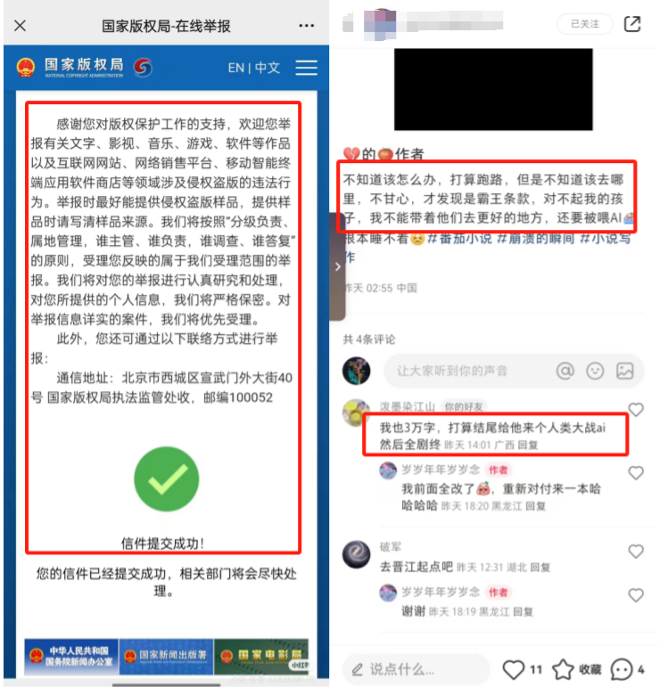 国家版权局-在线举报
国家版权局
NATIONAL COPYRIGHT ADMINISTRATION
EN | 中文
感谢您对版权保护工作的支持，欢迎您举
报有关文字、影视、音乐、游戏、软件等作品
以及互联网网站、网络销售平台、移动智能终
端应用软件商店等领域涉及侵权盗版的违法行
为。举报时最好能提供侵权盗版样品，提供样
品时请写清样品来源。我们将按照“分级负责、
属地管理，谁主管、谁负责，谁调查、谁答复”
的原则，受理您反映的属于我们受理范围的举
报。我们将对您的举报进行认真研究和处理，
对您所提供的个人信息，我们将严格保密。对
举报信息详实的案件，我们将优先受理。
此外，您还可通过以下联络方式进行举
报：
通信地址：北京市西城区宣武门外大街40
号 国家版权局执法监管处收，邮编100052
信件提交成功！
您的信件已经提交成功，相关部门将会尽快处
理。
中华人民共和国
国务院新闻办公室
国家新闻出版署
国家电影局
小红书
已关注
💔的🍅作者
不知道该怎么办，打算跑路，但是不知道该去哪
里，不甘心，才发现是霸王条款，对不起我的孩
子，我不能带着他们去更好的地方，还要被喂AI
根本睡不着😣#番茄小说 #崩溃的瞬间 #小说写
作
昨天 02:55 中国
共 4条评论
让大家听到你的声音
泼墨染江山 你的好友
我也3万字，打算结尾给他来个人类大战ai
然后全剧终 昨天 14:01 广西 回复
岁岁年年岁岁念 作者
我前面全改了，重新对付来一本哈
哈哈哈哈 昨天 18:20 黑龙江 回复
破军
去晋江起点吧 昨天 12:31 湖北 回复
岁岁年年岁岁念 作者
谢谢 昨天 18:19 黑龙江 回复
说点什么...
11
收藏
4